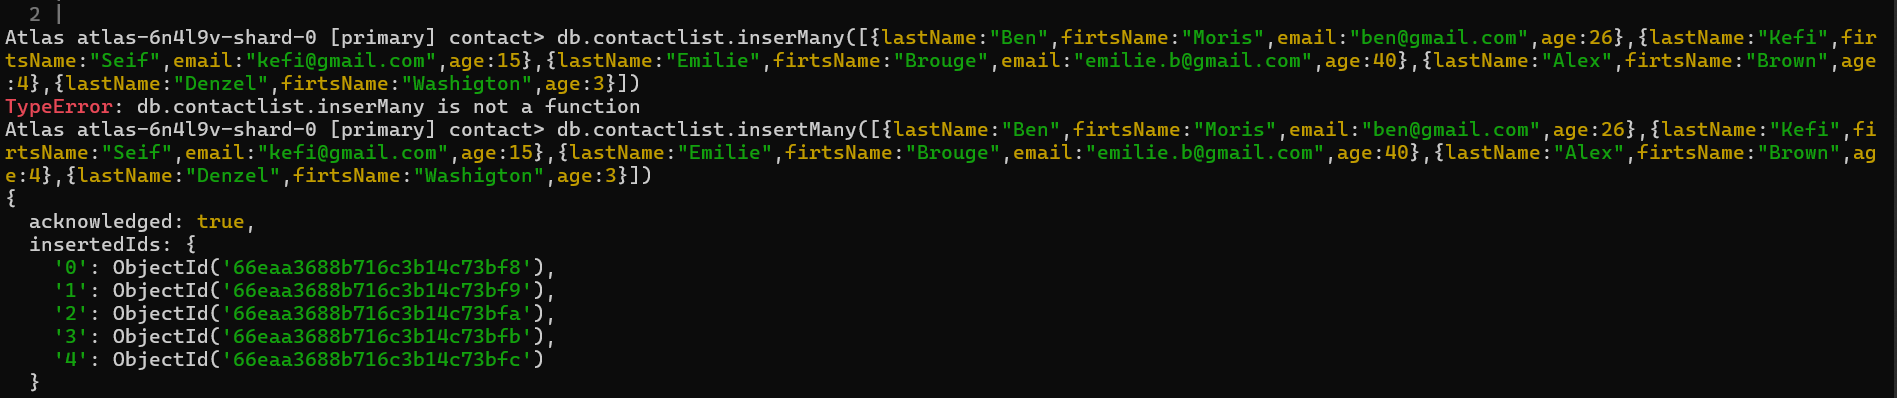 2 |
Atlas atlas-6n4l9v-shard-0 [primary] contact> db.contactlist.inserMany([{lastName:"Ben",firtsName:"Moris",email:"ben@gmail.com",age:26},{lastName:"Kefi",fir
tsName:"Seif",email:"kefi@gmail.com",age:15},{lastName:"Emilie",firtsName:"Brouge",email:"emilie.b@gmail.com",age:40},{lastName:"Alex",firtsName:"Brown",age
:4},{lastName:"Denzel",firtsName:"Washigton",age:3}])
TypeError: db.contactlist.inserMany is not a function
Atlas atlas-6n4l9v-shard-0 [primary] contact> db.contactlist.insertMany([{lastName:"Ben",firtsName:"Moris",email:"ben@gmail.com",age:26},{lastName:"Kefi",fi
rtsName:"Seif",email:"kefi@gmail.com",age:15},{lastName:"Emilie",firtsName:"Brouge",email:"emilie.b@gmail.com",age:40},{lastName:"Alex",firtsName:"Brown",ag
e:4},{lastName:"Denzel",firtsName:"Washigton",age:3}])
{
  acknowledged: true,
  insertedIds: {
    '0': ObjectId('66eaa3688b716c3b14c73bf8'),
    '1': ObjectId('66eaa3688b716c3b14c73bf9'),
    '2': ObjectId('66eaa3688b716c3b14c73bfa'),
    '3': ObjectId('66eaa3688b716c3b14c73bfb'),
    '4': ObjectId('66eaa3688b716c3b14c73bfc')
  }